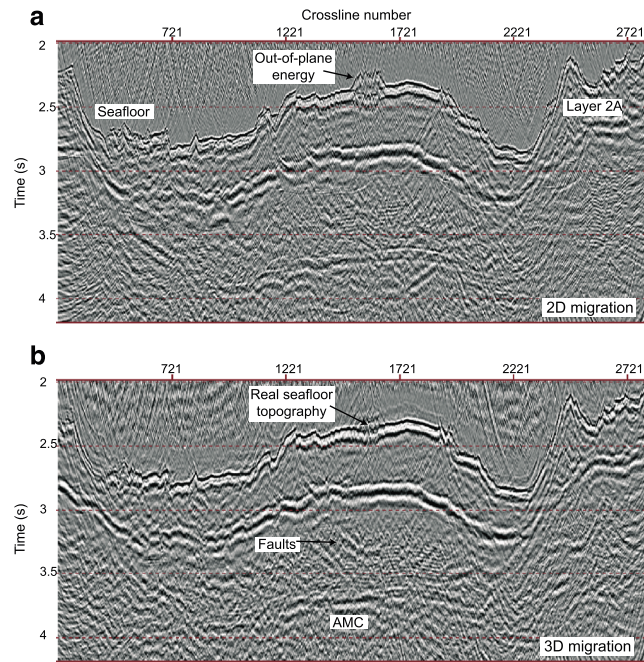 a
Crossline number
721 1221 1721 2221 2721
2
Out-of-plane
energy
Seafloor
2.5
Layer 2A
Time (s)
3
3.5
4
2D migration
b
721 1221 1721 2221 2721
2
Real seafloor
topography
2.5
Time (s)
3
Faults
3.5
AMC
4
3D migration